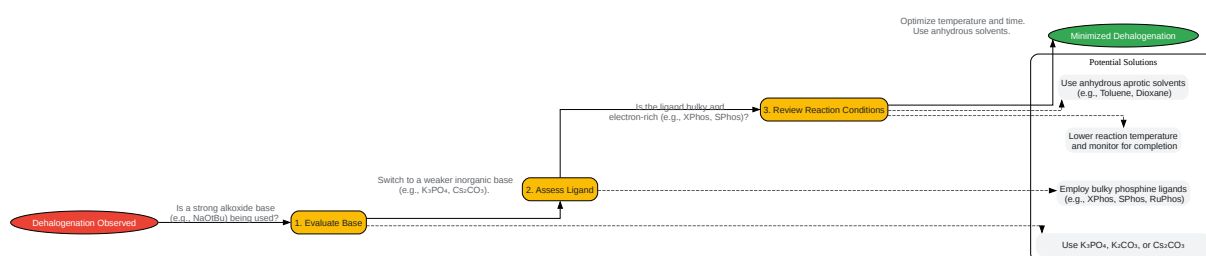 Optimize temperature and time.
Use anhydrous solvents.
Minimized Dehalogenation
Potential Solutions
Use anhydrous aprotic solvents
(e.g., Toluene, Dioxane)
Is the ligand bulky and
electron-rich (e.g., XPhos, SPhos)?
3. Review Reaction Conditions
Lower reaction temperature
and monitor for completion
Switch to a weaker inorganic base
(e.g., K₃PO₄, Cs₂CO₃).
2. Assess Ligand
Employ bulky phosphine ligands
(e.g., XPhos, SPhos, RuPhos)
Is a strong alkoxide base
(e.g., NaOtBu) being used?
Dehalogenation Observed
1. Evaluate Base
Use K₃PO₄, K₂CO₃, or Cs₂CO₃